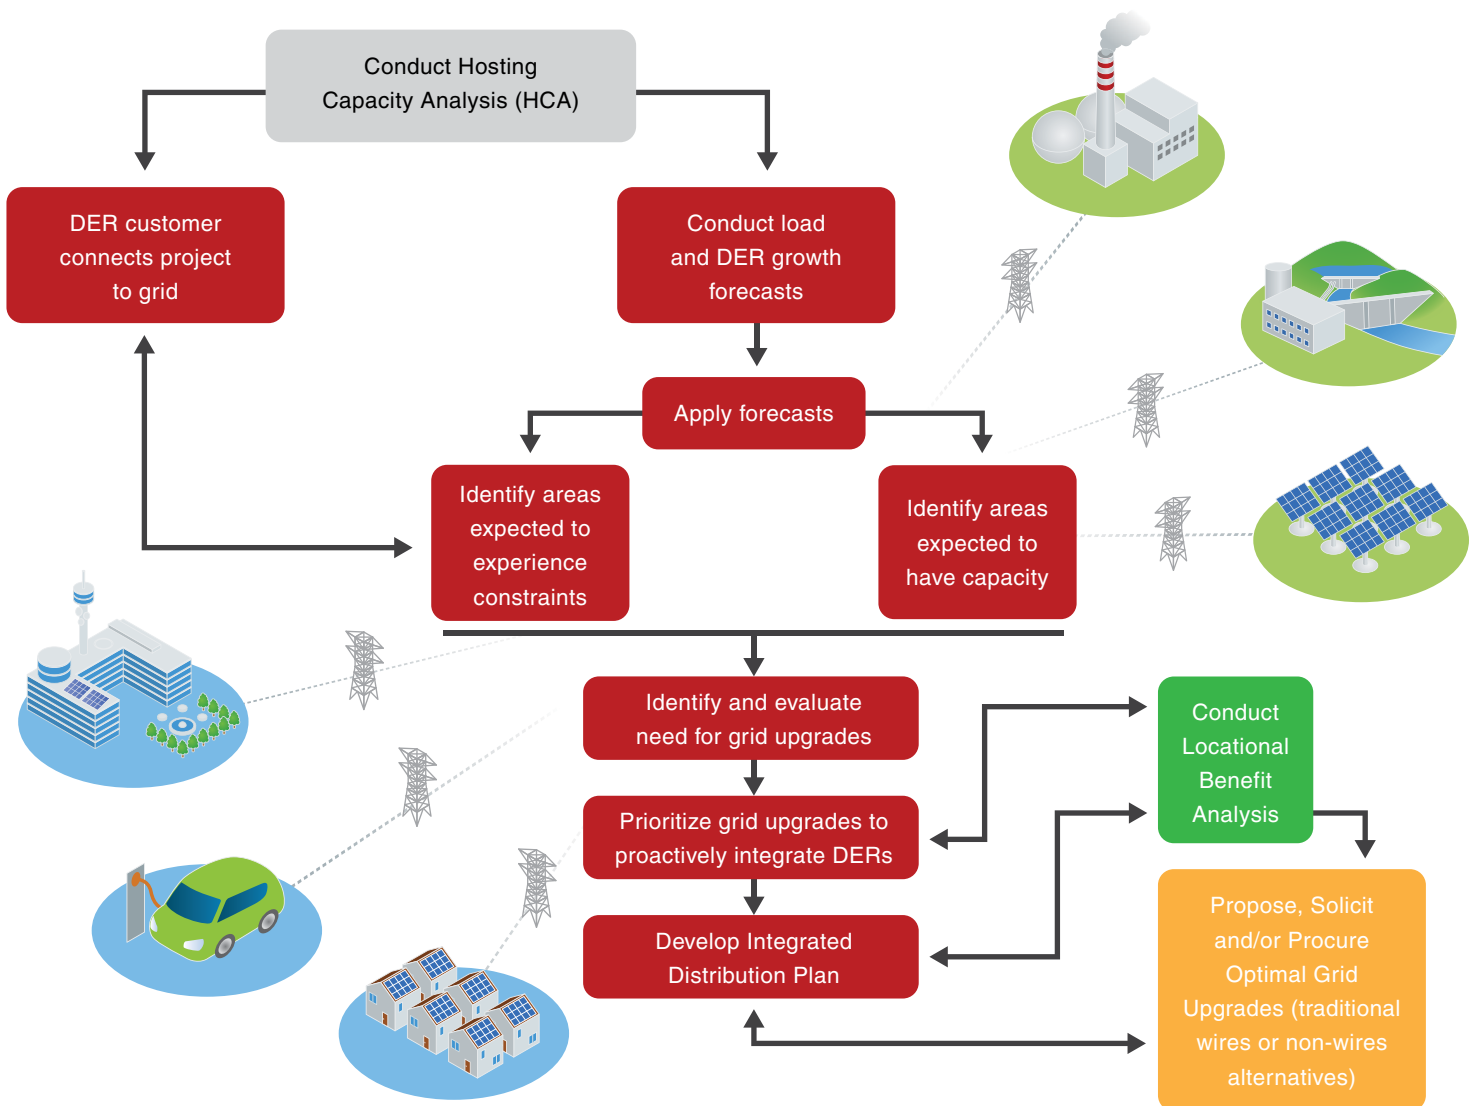 Conduct Hosting
Capacity Analysis (HCA)
DER customer
connects project
to grid
Conduct load
and DER growth
forecasts
Apply forecasts
Identify areas
expected to
experience
constraints
Identify areas
expected to
have capacity
Identify and evaluate
need for grid upgrades
Prioritize grid upgrades to
proactively integrate DERs
Develop Integrated
Distribution Plan
Conduct
Locational
Benefit
Analysis
Propose, Solicit
and/or Procure
Optimal Grid
Upgrades (traditional
wires or non-wires
alternatives)